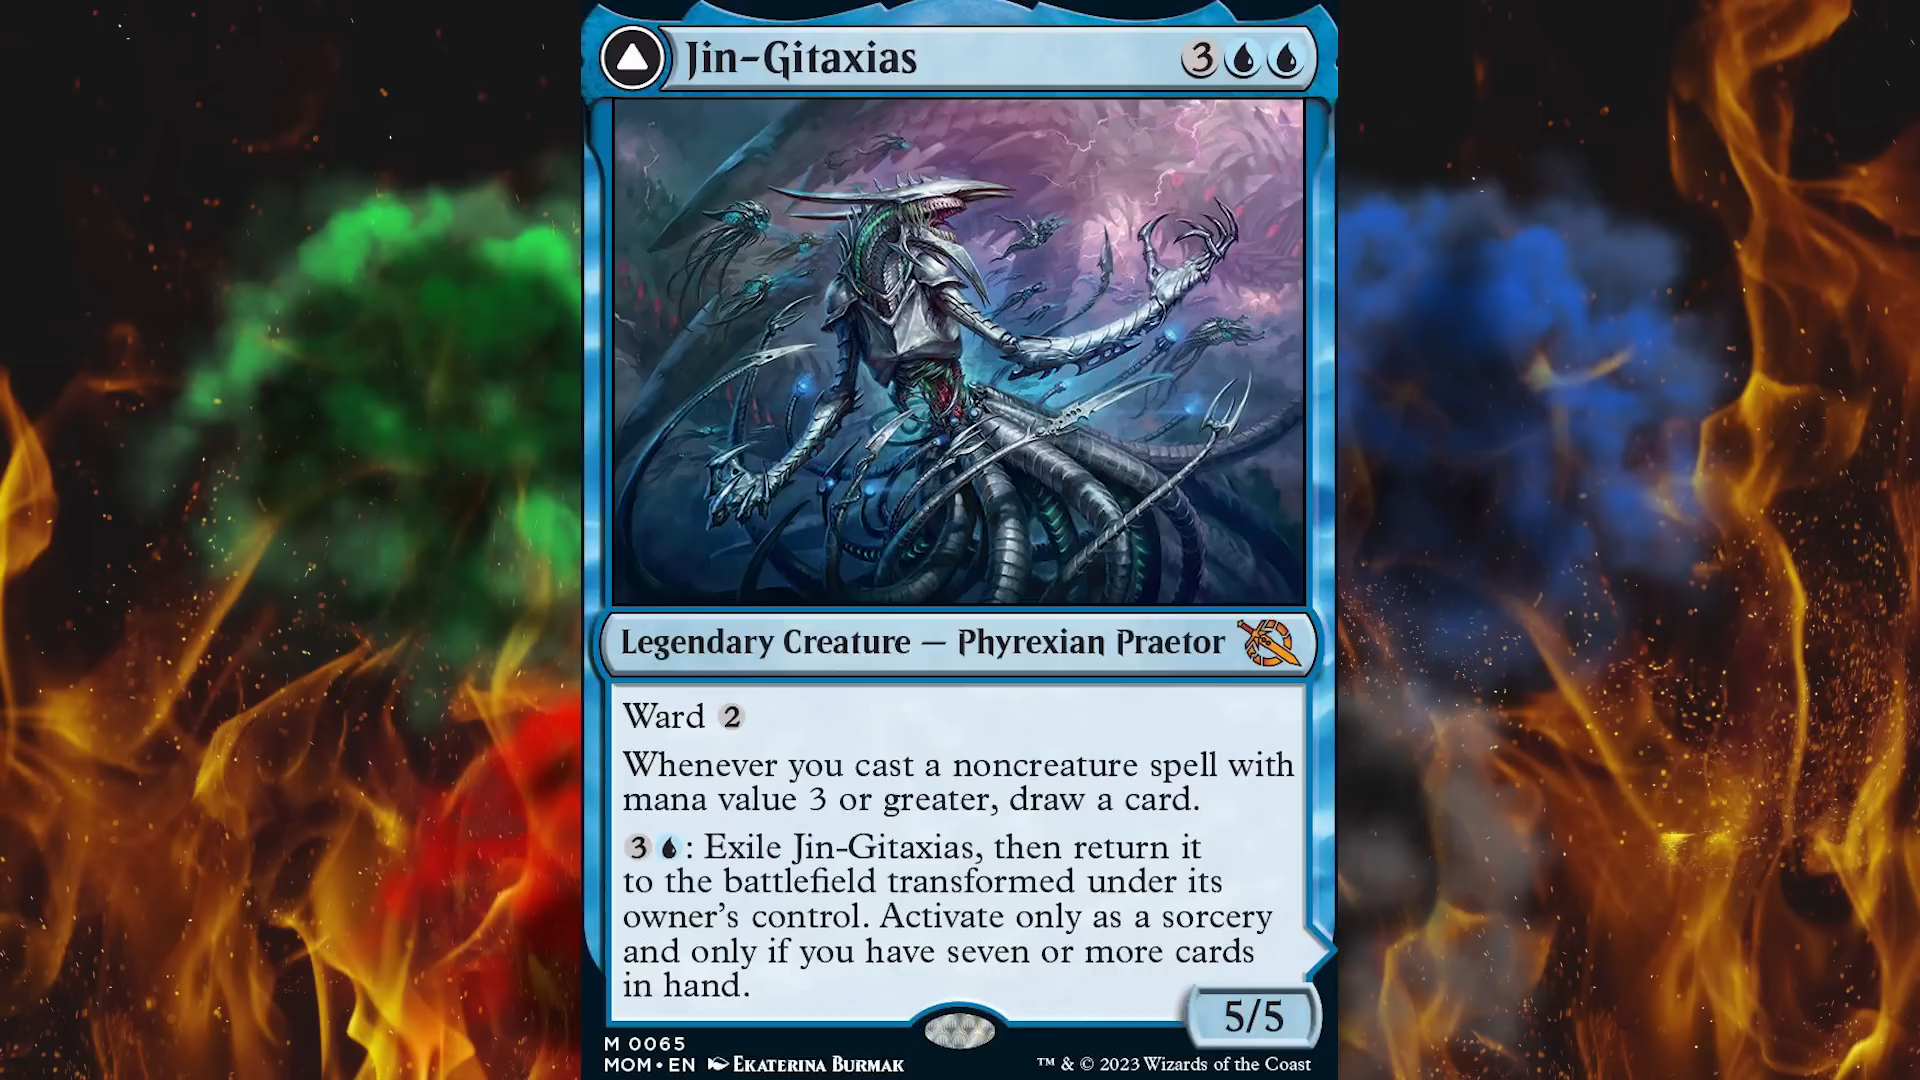 Jin-Gitaxias 3
Legendary Creature — Phyrexian Praetor
Ward 2
Whenever you cast a noncreature spell with
mana value 3 or greater, draw a card.
3 : Exile Jin-Gitaxias, then return it
to the battlefield transformed under its
owner's control. Activate only as a sorcery
and only if you have seven or more cards
in hand.
5/5
M 0065
MOM • EN Ekaterina Burmak
™ & © 2023 Wizards of the Coast